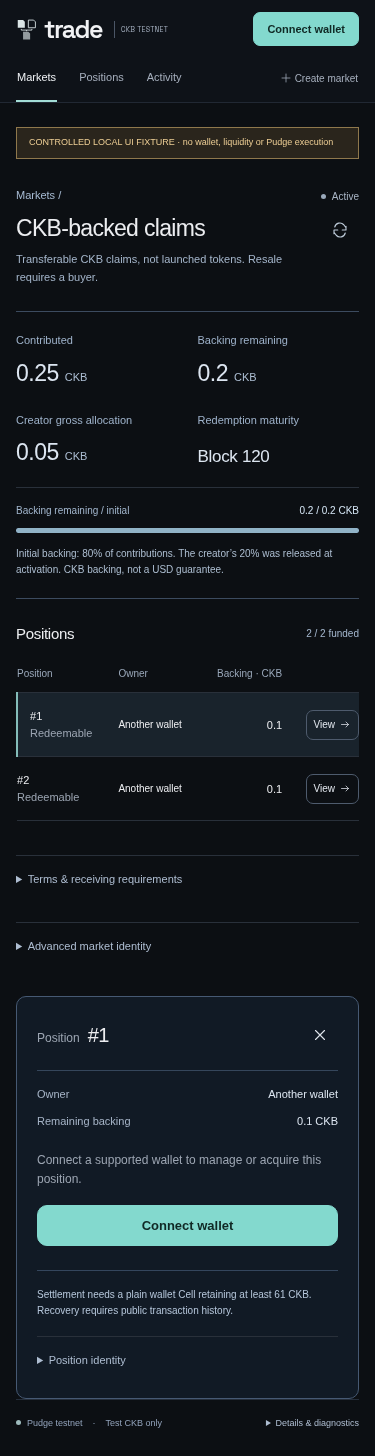 trade CKB TESTNET Connect wallet
Markets Positions Activity Create market
CONTROLLED LOCAL UI FIXTURE · no wallet, liquidity or Pudge execution
Markets / Active
CKB-backed claims
Transferable CKB claims, not launched tokens. Resale
requires a buyer.
Contributed Backing remaining
0.25 CKB 0.2 CKB
Creator gross allocation Redemption maturity
0.05 CKB Block 120
Backing remaining / initial 0.2 / 0.2 CKB
Initial backing: 80% of contributions. The creator’s 20% was released at
activation. CKB backing, not a USD guarantee.
Positions 2 / 2 funded
Position Owner Backing · CKB
#1
Redeemable Another wallet 0.1 View →
#2
Redeemable Another wallet 0.1 View →
Terms & receiving requirements
Advanced market identity
Position #1
Owner Another wallet
Remaining backing 0.1 CKB
Connect a supported wallet to manage or acquire this
position.
Connect wallet
Settlement needs a plain wallet Cell retaining at least 61 CKB.
Recovery requires public transaction history.
Position identity
Pudge testnet · Test CKB only Details & diagnostics